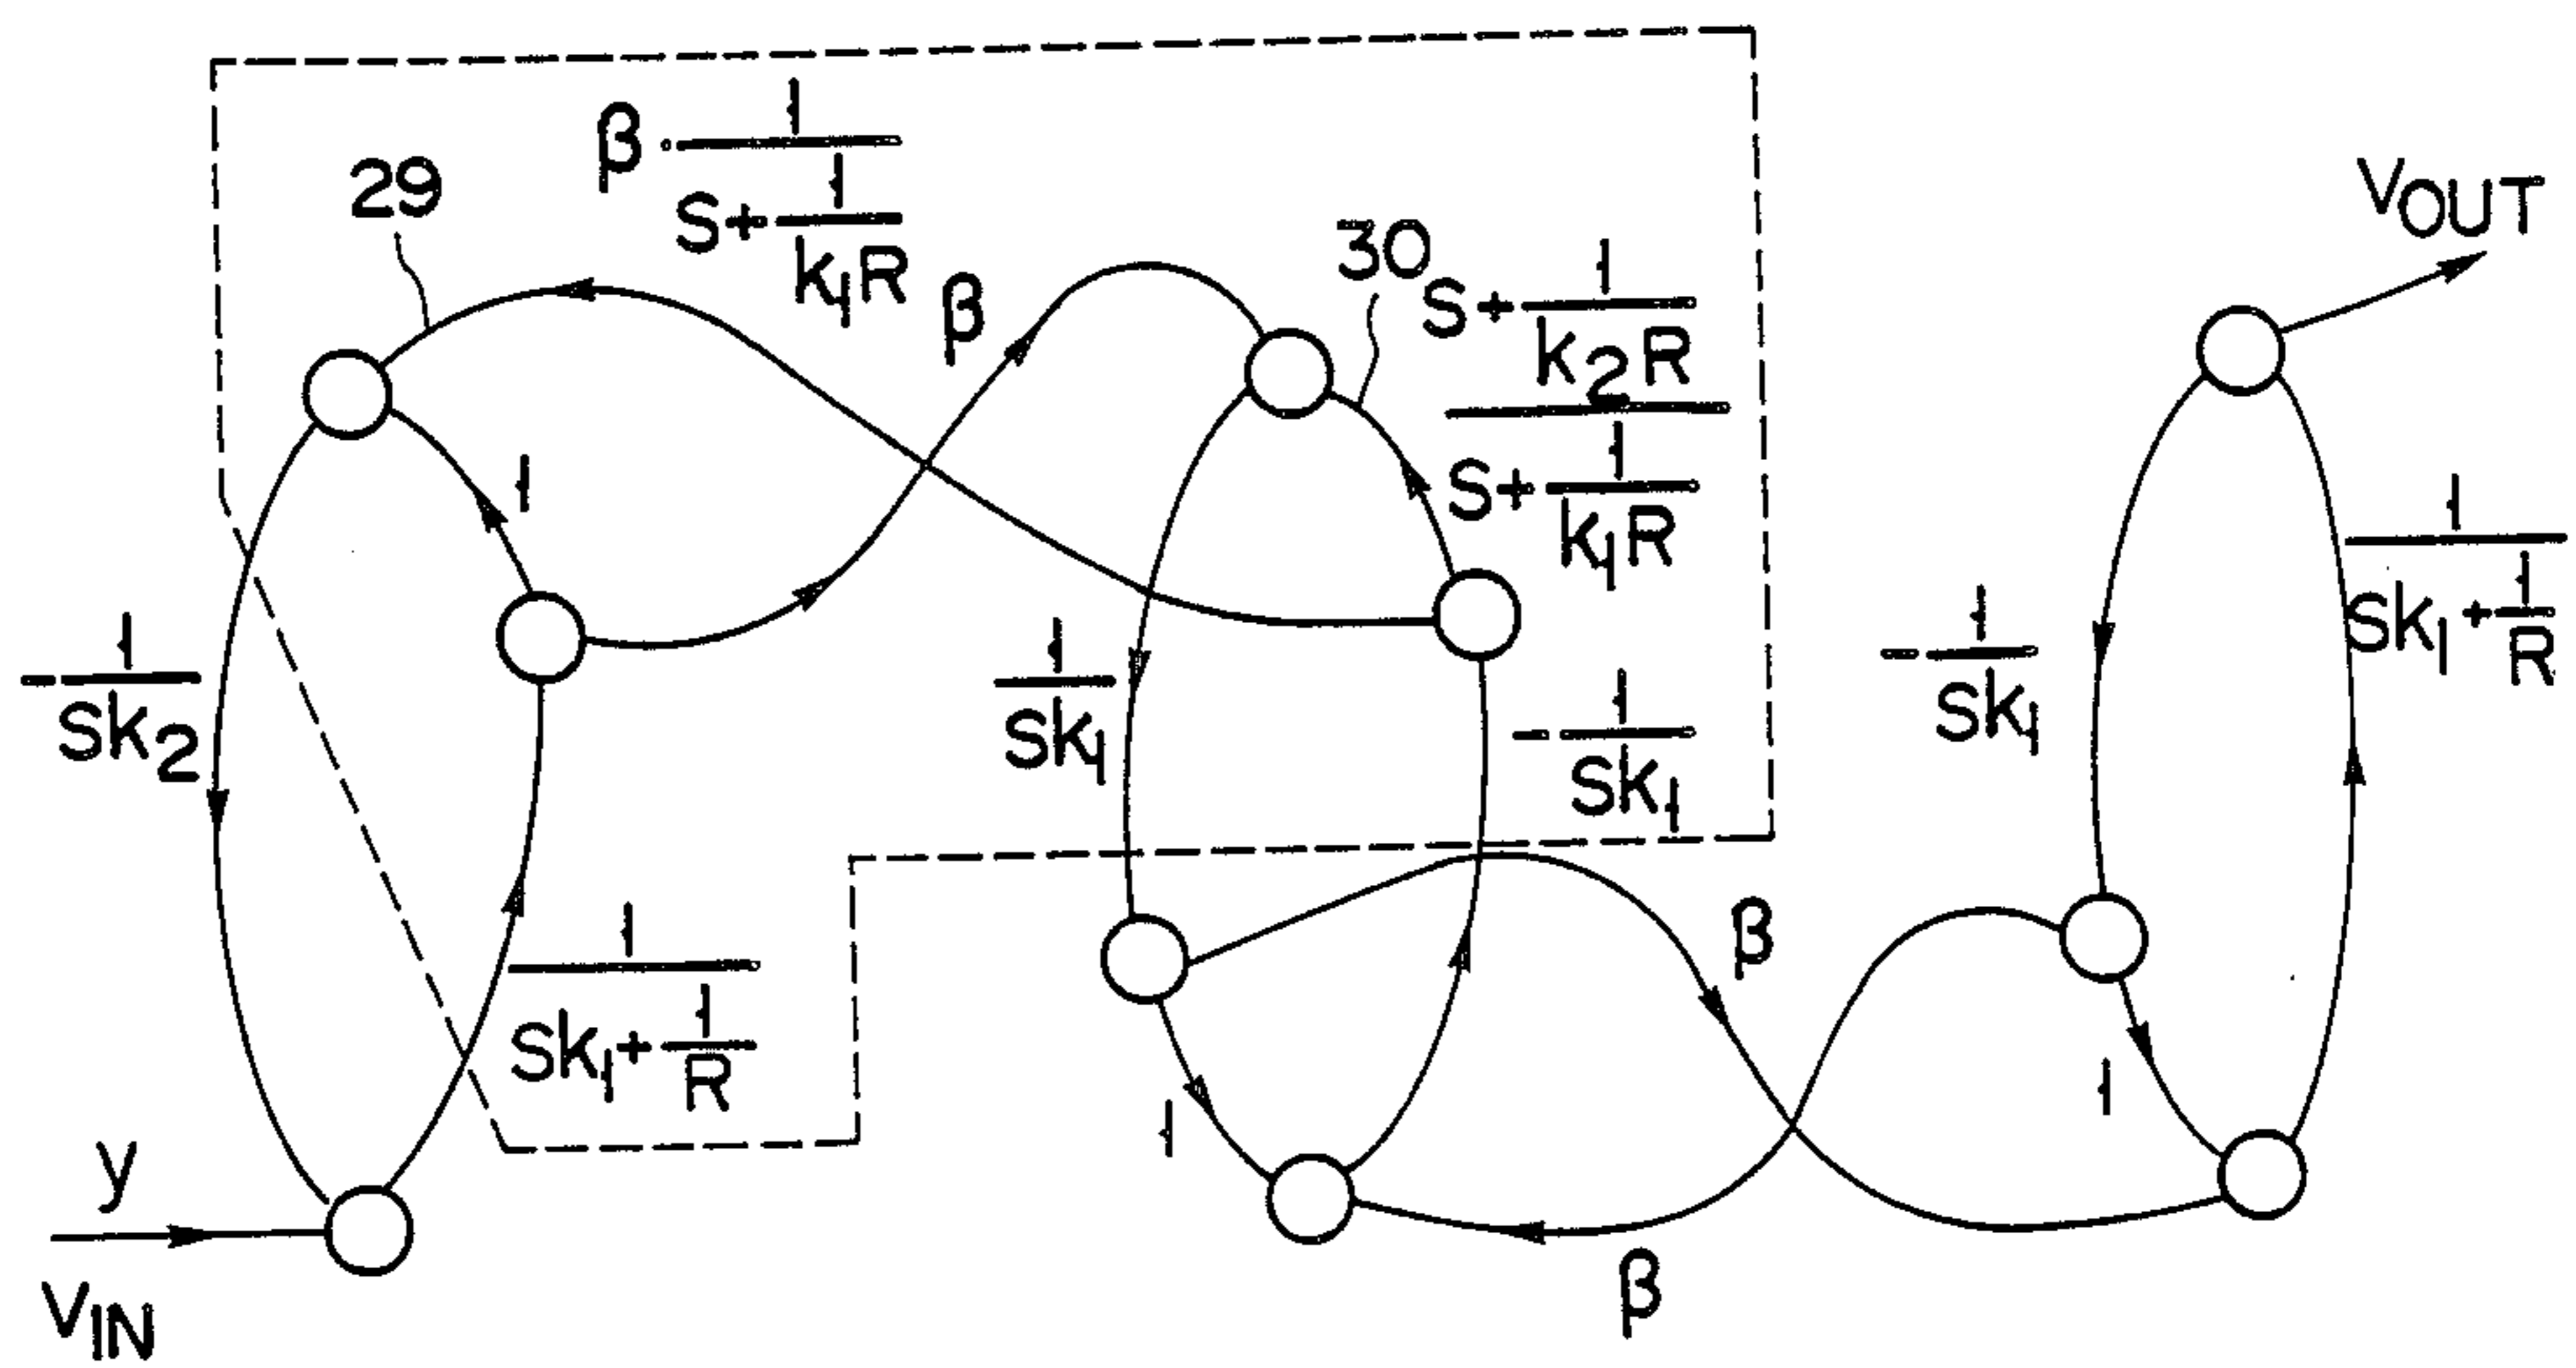 29
β · 1 / (S + 1 / (k₁R))
β
30
(S + 1 / (k₂R)) / (S + 1 / (k₁R))
VOUT
1
- 1 / (Sk₂)
1 / (Sk₁)
- 1 / (Sk₁)
- 1 / (Sk₁)
1 / (Sk₁ + 1 / R)
1 / (Sk₁ + 1 / R)
β
1
1
y
VIN
β